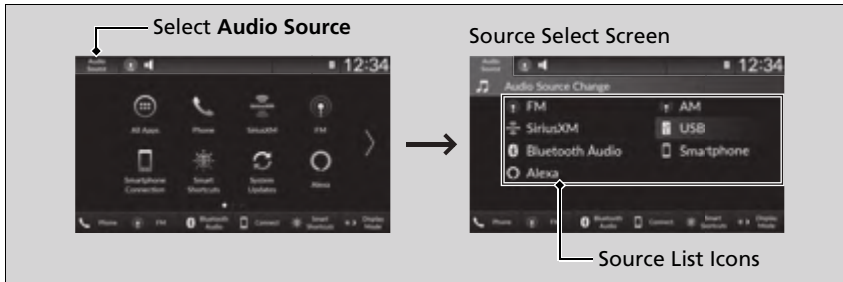 Select Audio Source
Audio
Source
12:34
All Apps
Phone
SiriusXM
FM
Smartphone
Connection
Smart
Shortcuts
System
Updates
Alexa
Phone
FM
Bluetooth
Audio
Connect
Smart
Shortcuts
Display
Mode
Source Select Screen
Audio
Source
12:34
Audio Source Change
FM
AM
SiriusXM
USB
Bluetooth Audio
Smartphone
Alexa
Phone
FM
Bluetooth
Audio
Connect
Smart
Shortcuts
Display
Mode
Source List Icons